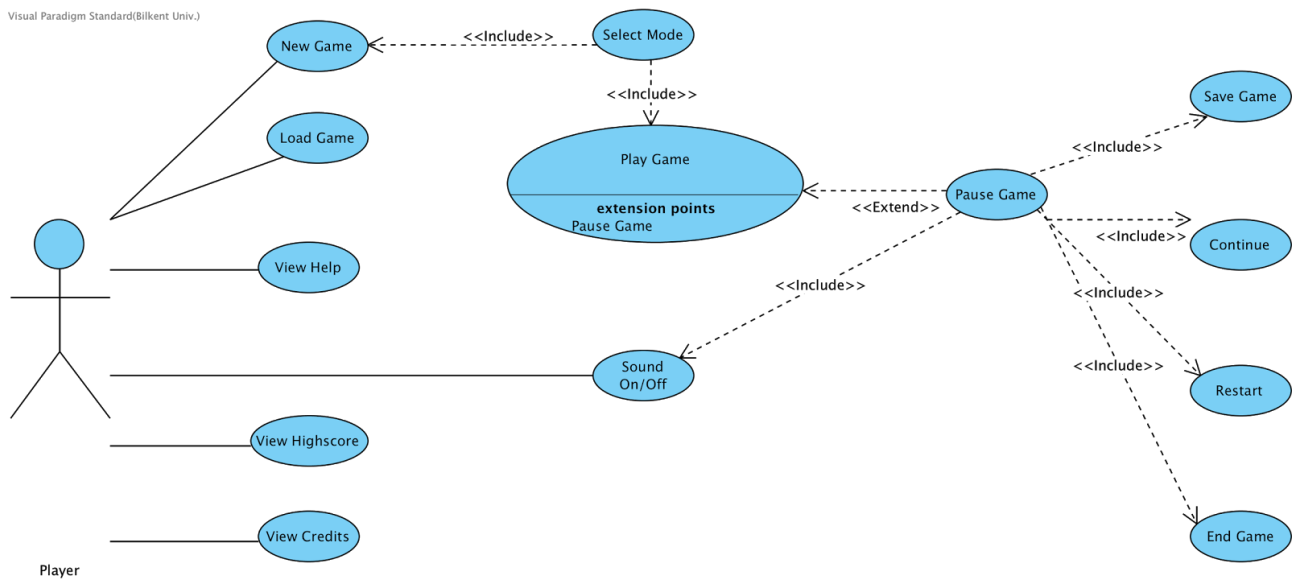 Visual Paradigm Standard(Bilkent Univ.)
New Game
<<Include>>
Select Mode
<<Include>>
Load Game
Play Game
extension points
Pause Game
<<Extend>>
Pause Game
<<Include>>
Save Game
<<Include>>
Continue
<<Include>>
Restart
<<Include>>
End Game
<<Include>>
View Help
Sound
On/Off
View Highscore
View Credits
Player